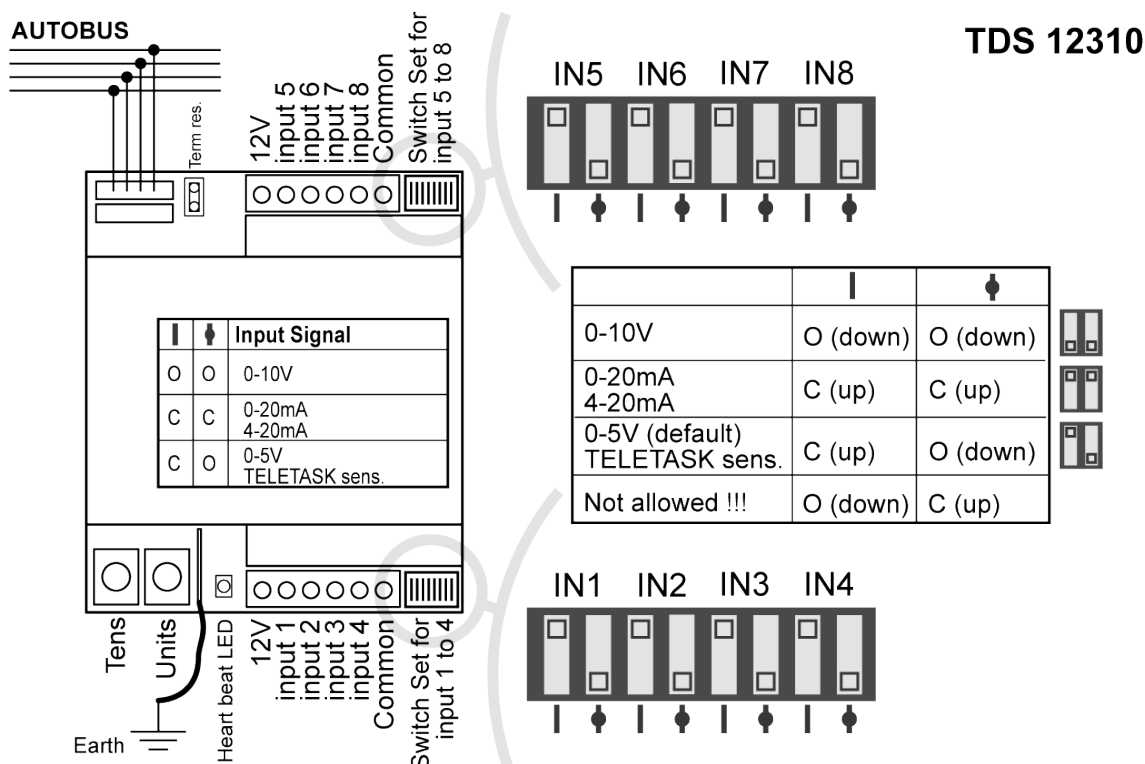 AUTOBUS
TDS 12310
Term res.
12V
input 5
input 6
input 7
input 8
Common
Switch Set for
input 5 to 8
IN5 IN6 IN7 IN8
Input Signal
O O 0-10V
C C 0-20mA
4-20mA
C O 0-5V
TELETASK sens.
0-10V O (down) O (down)
0-20mA
4-20mA C (up) C (up)
0-5V (default)
TELETASK sens. C (up) O (down)
Not allowed !!! O (down) C (up)
IN1 IN2 IN3 IN4
Tens
Units
Heart beat LED
12V
input 1
input 2
input 3
input 4
Common
Switch Set for
input 1 to 4
Earth